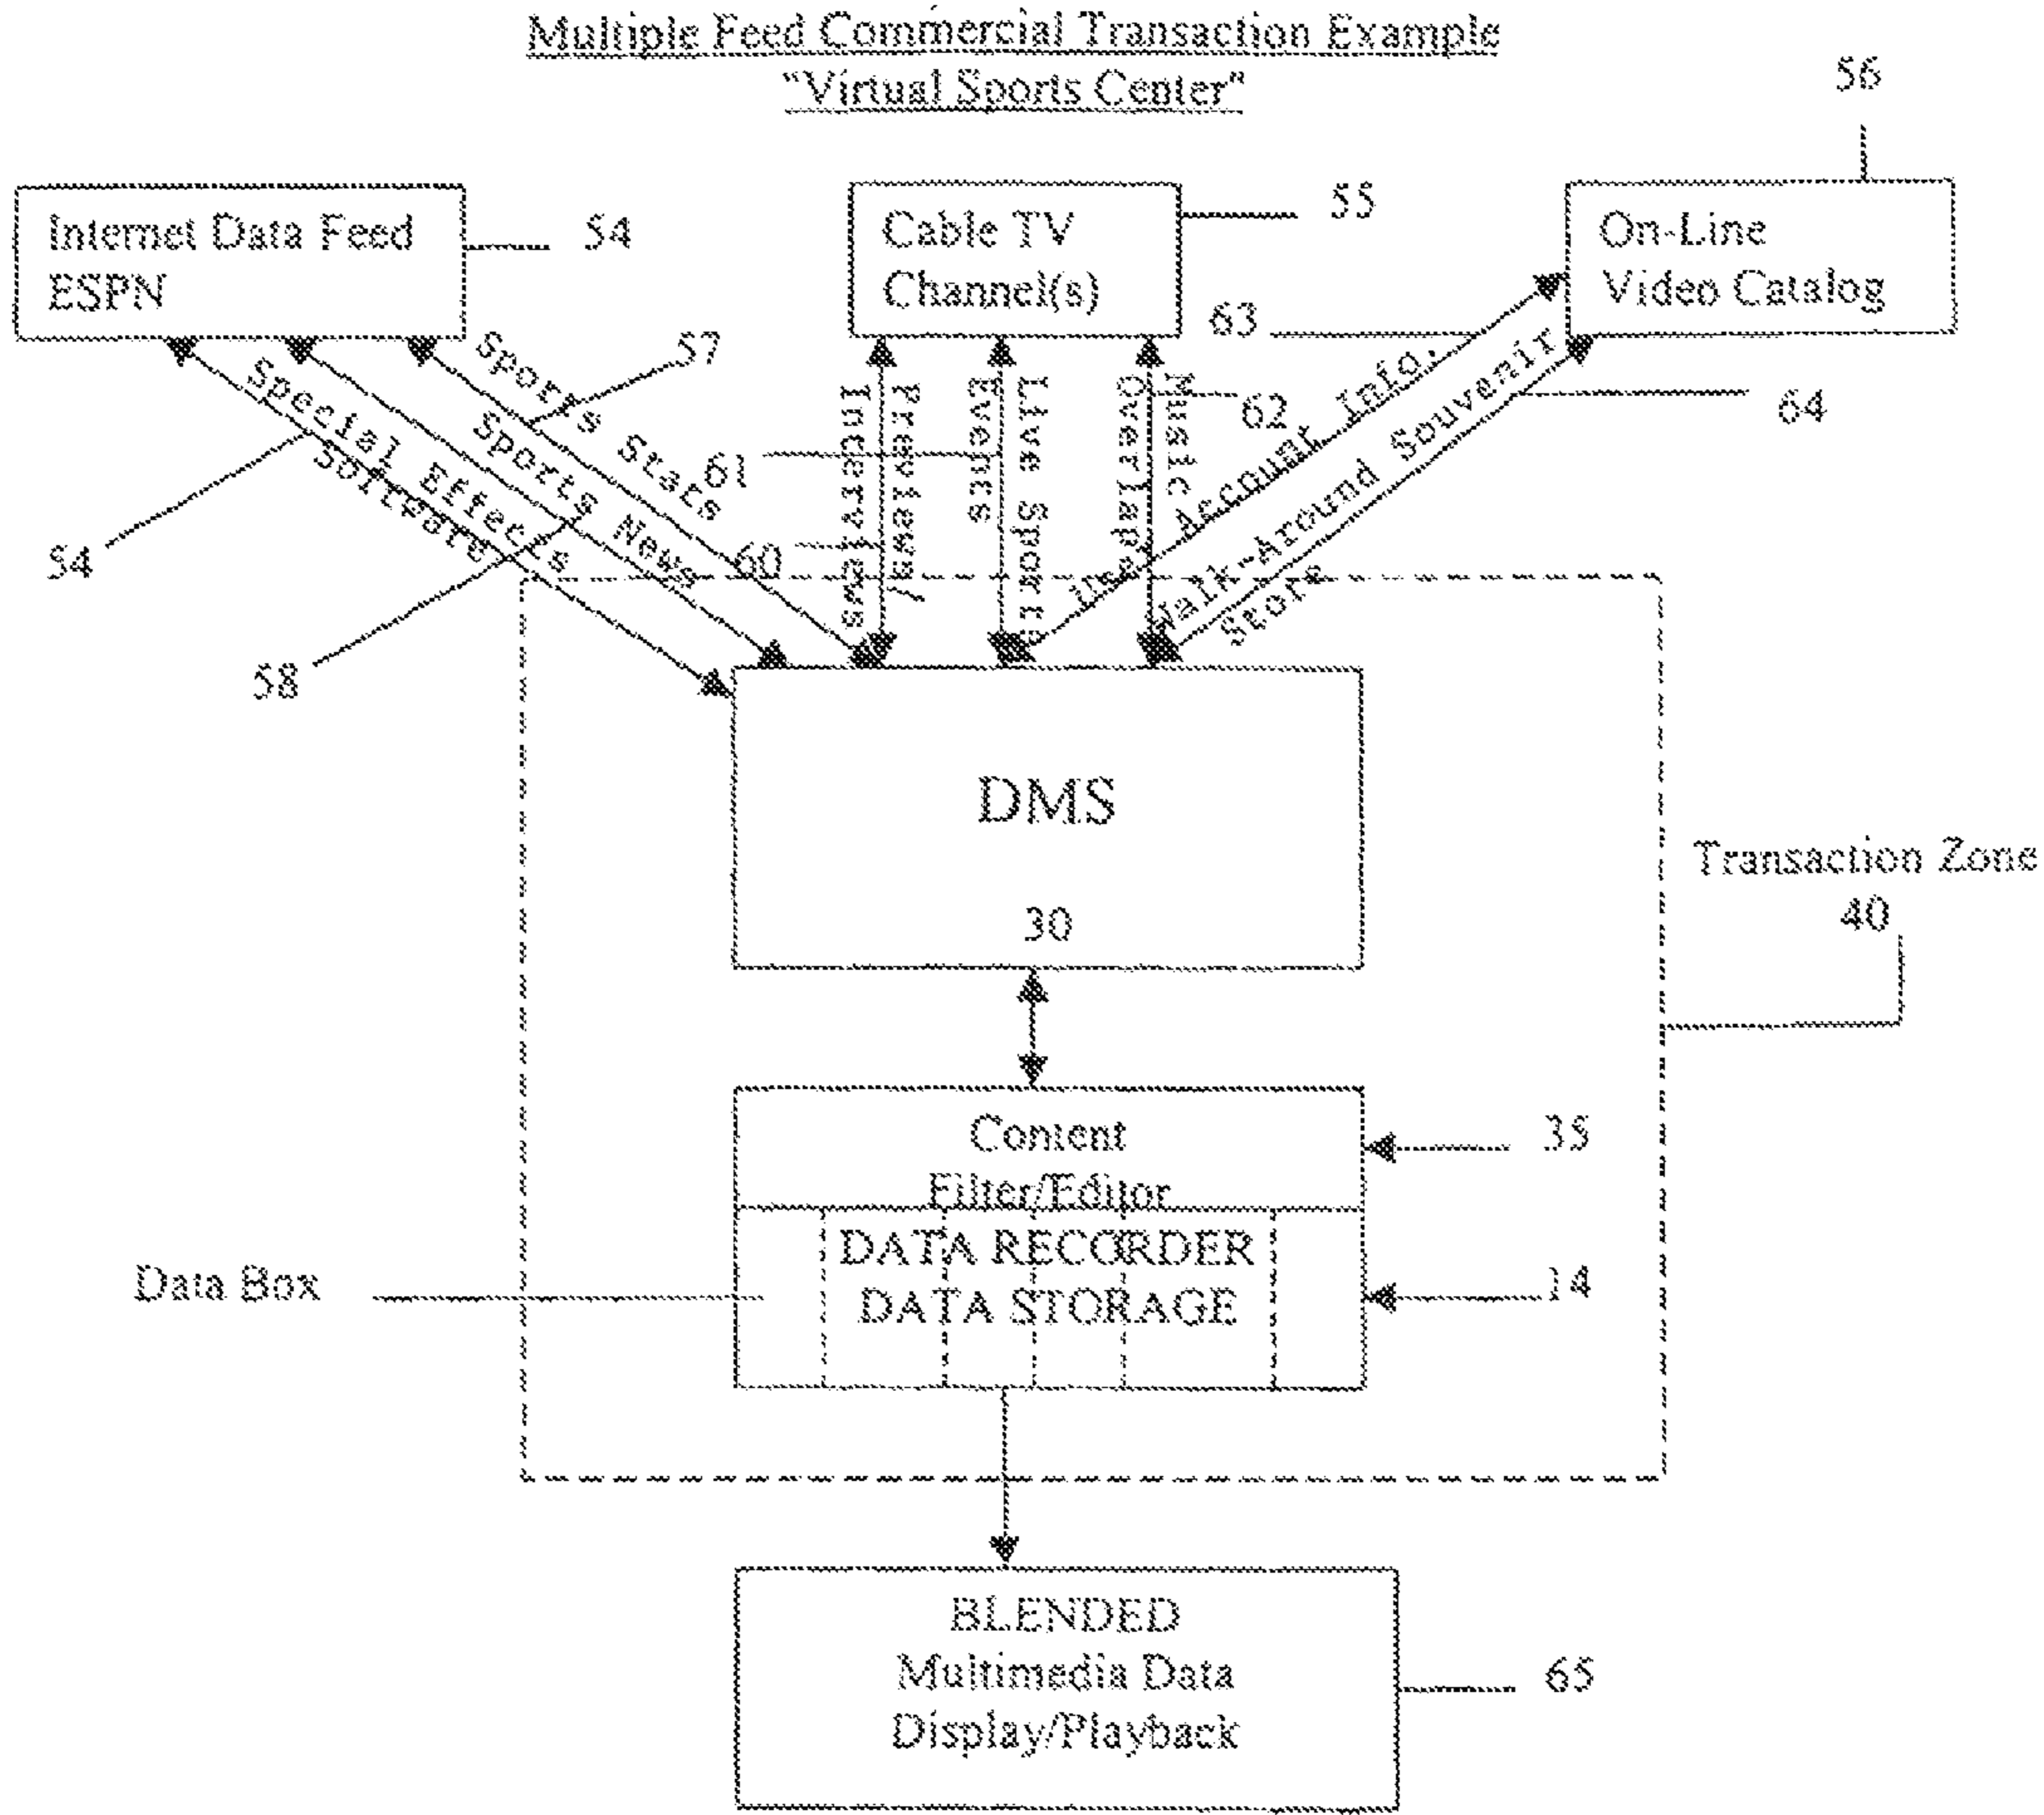 Multiple Feed Commercial Transaction Example
"Virtual Sports Center"
56
Internet Data Feed
ESPN
54
Cable TV
Channel(s)
55
On-Line
Video Catalog
Sports Stats
57
Sports News
58
Special Effects
54
Previews/
Interviews
60
Live Sports
Events
61
Music
62
User Account Info.
63
Walk-Around Souvenir
Store
64
DMS
30
Transaction Zone
40
Content
Filter/Editor
35
DATA RECORDER
DATA STORAGE
14
Data Box
BLENDED
Multimedia Data
Display/Playback
65